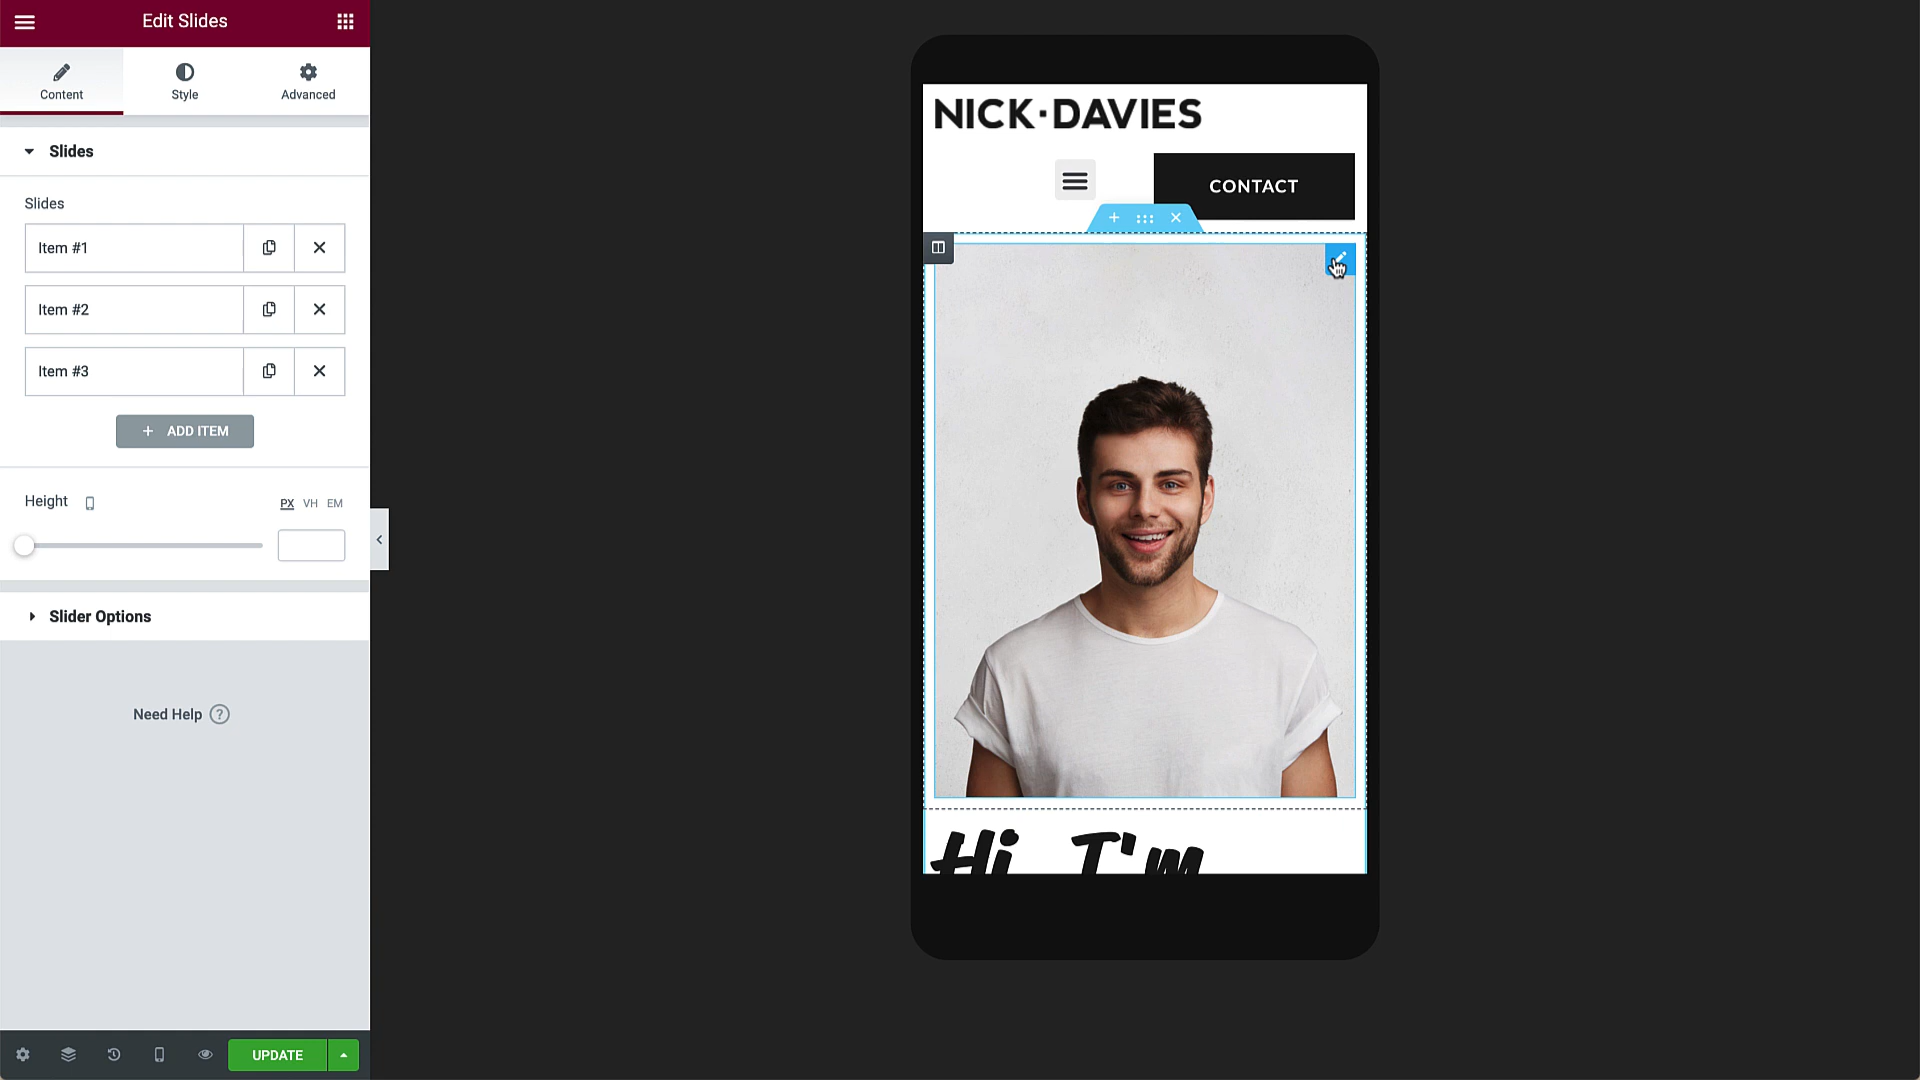 Edit Slides
Content
Style
Advanced
Slides
Slides
Item #1
Item #2
Item #3
+ ADD ITEM
Height
PX VH EM
Slider Options
Need Help ?
UPDATE
NICK·DAVIES
CONTACT
Hi, I'm